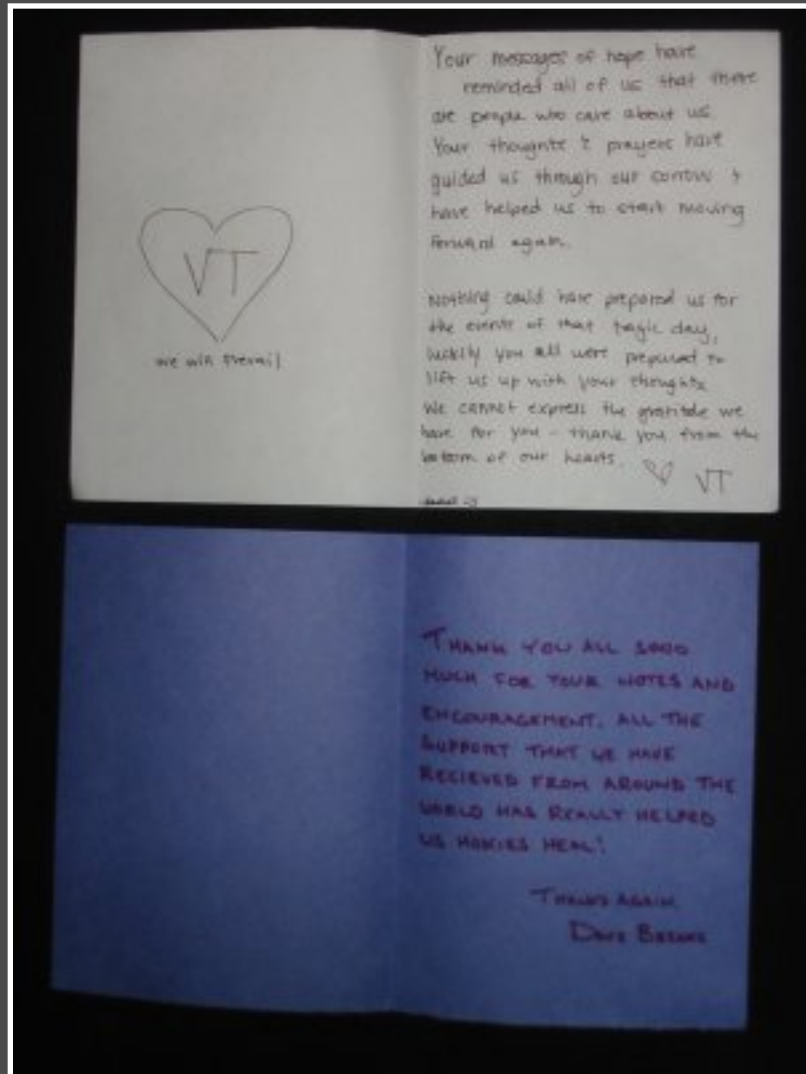 VT
we will prevail
Your messages of hope have
reminded all of us that there
are people who care about us.
Your thoughts & prayers have
guided us through our sorrow &
have helped us to start moving
forward again.
Nothing could have prepared us for
the events of that tragic day,
luckily you all were prepared to
lift us up with your thoughts.
We cannot express the gratitude we
have for you - thank you from the
bottom of our hearts. ♡ VT
THANK YOU ALL SOOO
MUCH FOR YOUR NOTES AND
ENCOURAGEMENT. ALL THE
SUPPORT THAT WE HAVE
RECIEVED FROM AROUND THE
WORLD HAS REALLY HELPED
US HOKIES HEAL!
THANKS AGAIN
DAVE